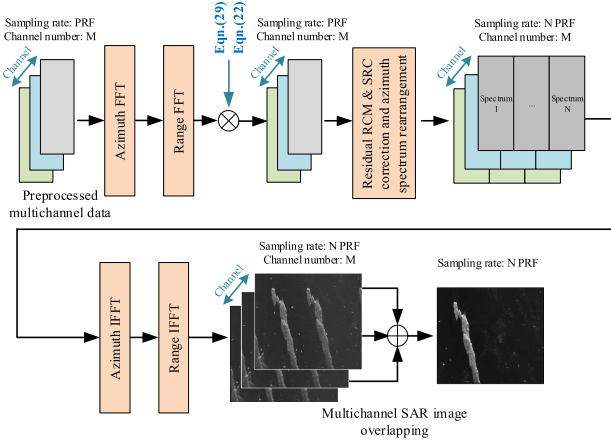 Sampling rate: PRF
Channel number: M
Channel
Preprocessed
multichannel data
Azimuth FFT
Range FFT
Eqn.(29)
Eqn.(22)
Sampling rate: PRF
Channel number: M
Channel
Residual RCM & SRC
correction and azimuth
spectrum rearrangement
Sampling rate: N PRF
Channel number: M
Channel
Spectrum
I
...
Spectrum
N
Azimuth IFFT
Range IFFT
Sampling rate: N PRF
Channel number: M
Channel
Multichannel SAR image
overlapping
Sampling rate: N PRF